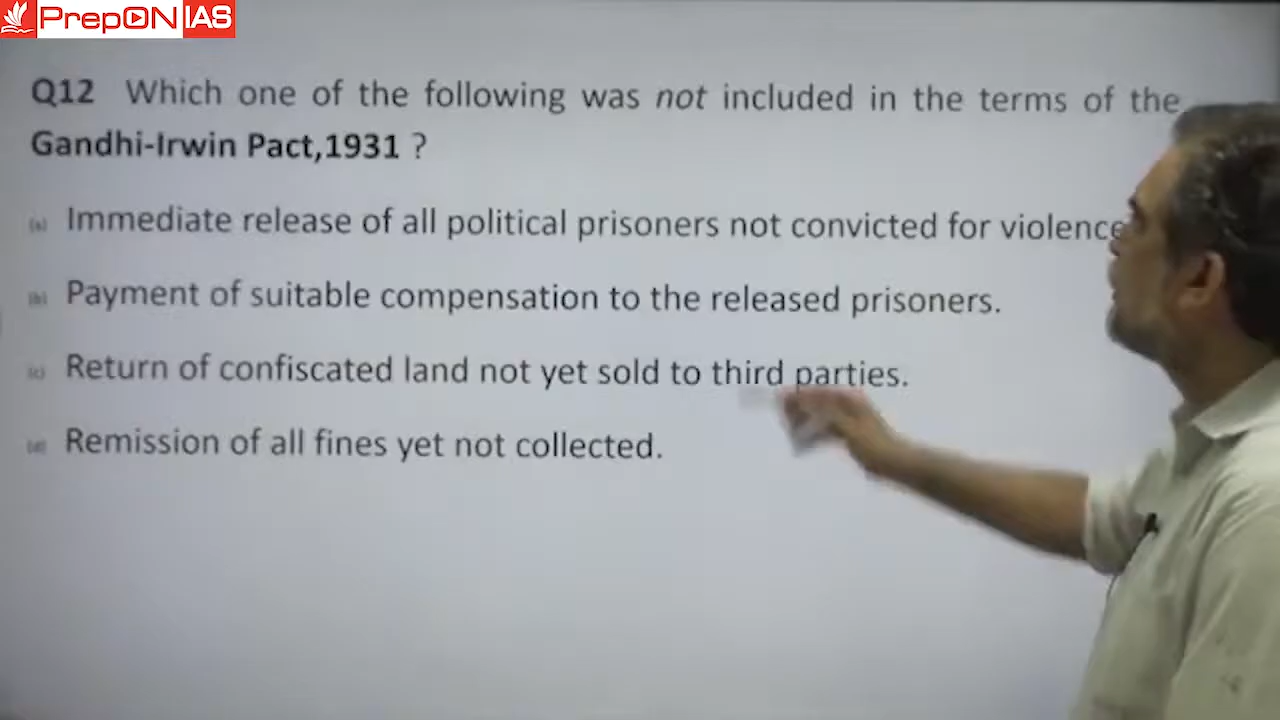 PrepON IAS
Q12 Which one of the following was not included in the terms of the
Gandhi-Irwin Pact,1931 ?
(a) Immediate release of all political prisoners not convicted for violence
(b) Payment of suitable compensation to the released prisoners.
(c) Return of confiscated land not yet sold to third parties.
(d) Remission of all fines yet not collected.